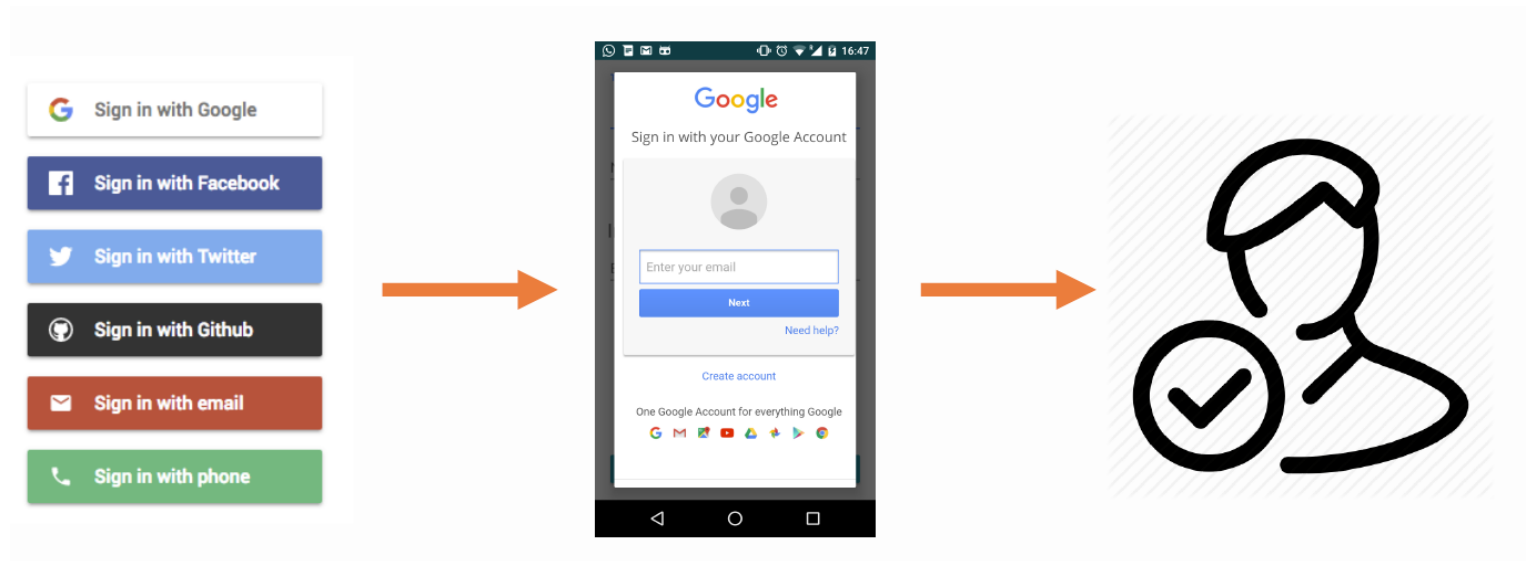 Sign in with Google
Sign in with Facebook
Sign in with Twitter
Sign in with Github
Sign in with email
Sign in with phone
16:47
Google
Sign in with your Google Account
Enter your email
Next
Need help?
Create account
One Google Account for everything Google